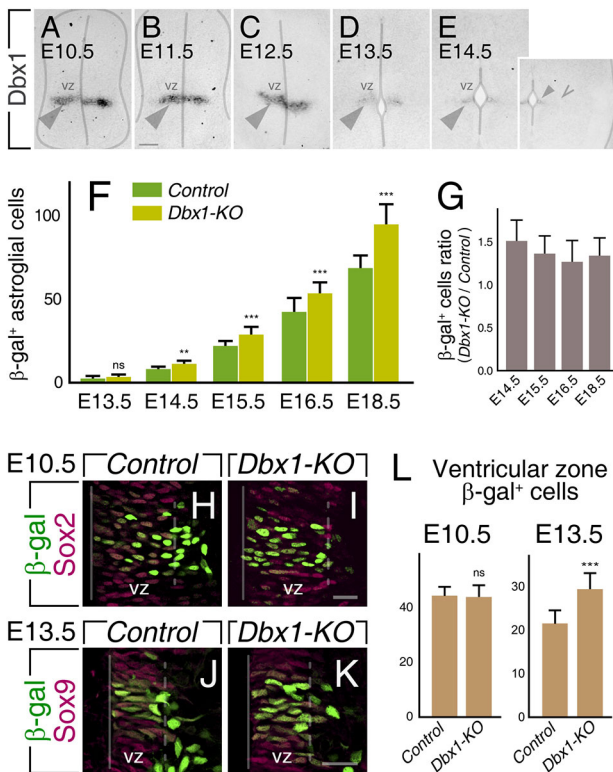 Dbx1
A
E10.5
vz
B
E11.5
vz
C
E12.5
vz
D
E13.5
vz
E
E14.5
vz
F
Control
Dbx1-KO
β-gal⁺ astroglial cells
100
50
0
ns
**
***
***
***
E13.5 E14.5 E15.5 E16.5 E18.5
G
β-gal⁺ cells ratio
(Dbx1-KO / Control)
1.5
1.0
0.5
0.0
E14.5
E15.5
E16.5
E18.5
E10.5 Control Dbx1-KO
β-gal
Sox2
H
vz
I
vz
E13.5 Control Dbx1-KO
β-gal
Sox9
J
vz
K
vz
L
Ventricular zone
β-gal⁺ cells
E10.5
40
20
0
ns
Control
Dbx1-KO
E13.5
30
20
10
0
***
Control
Dbx1-KO